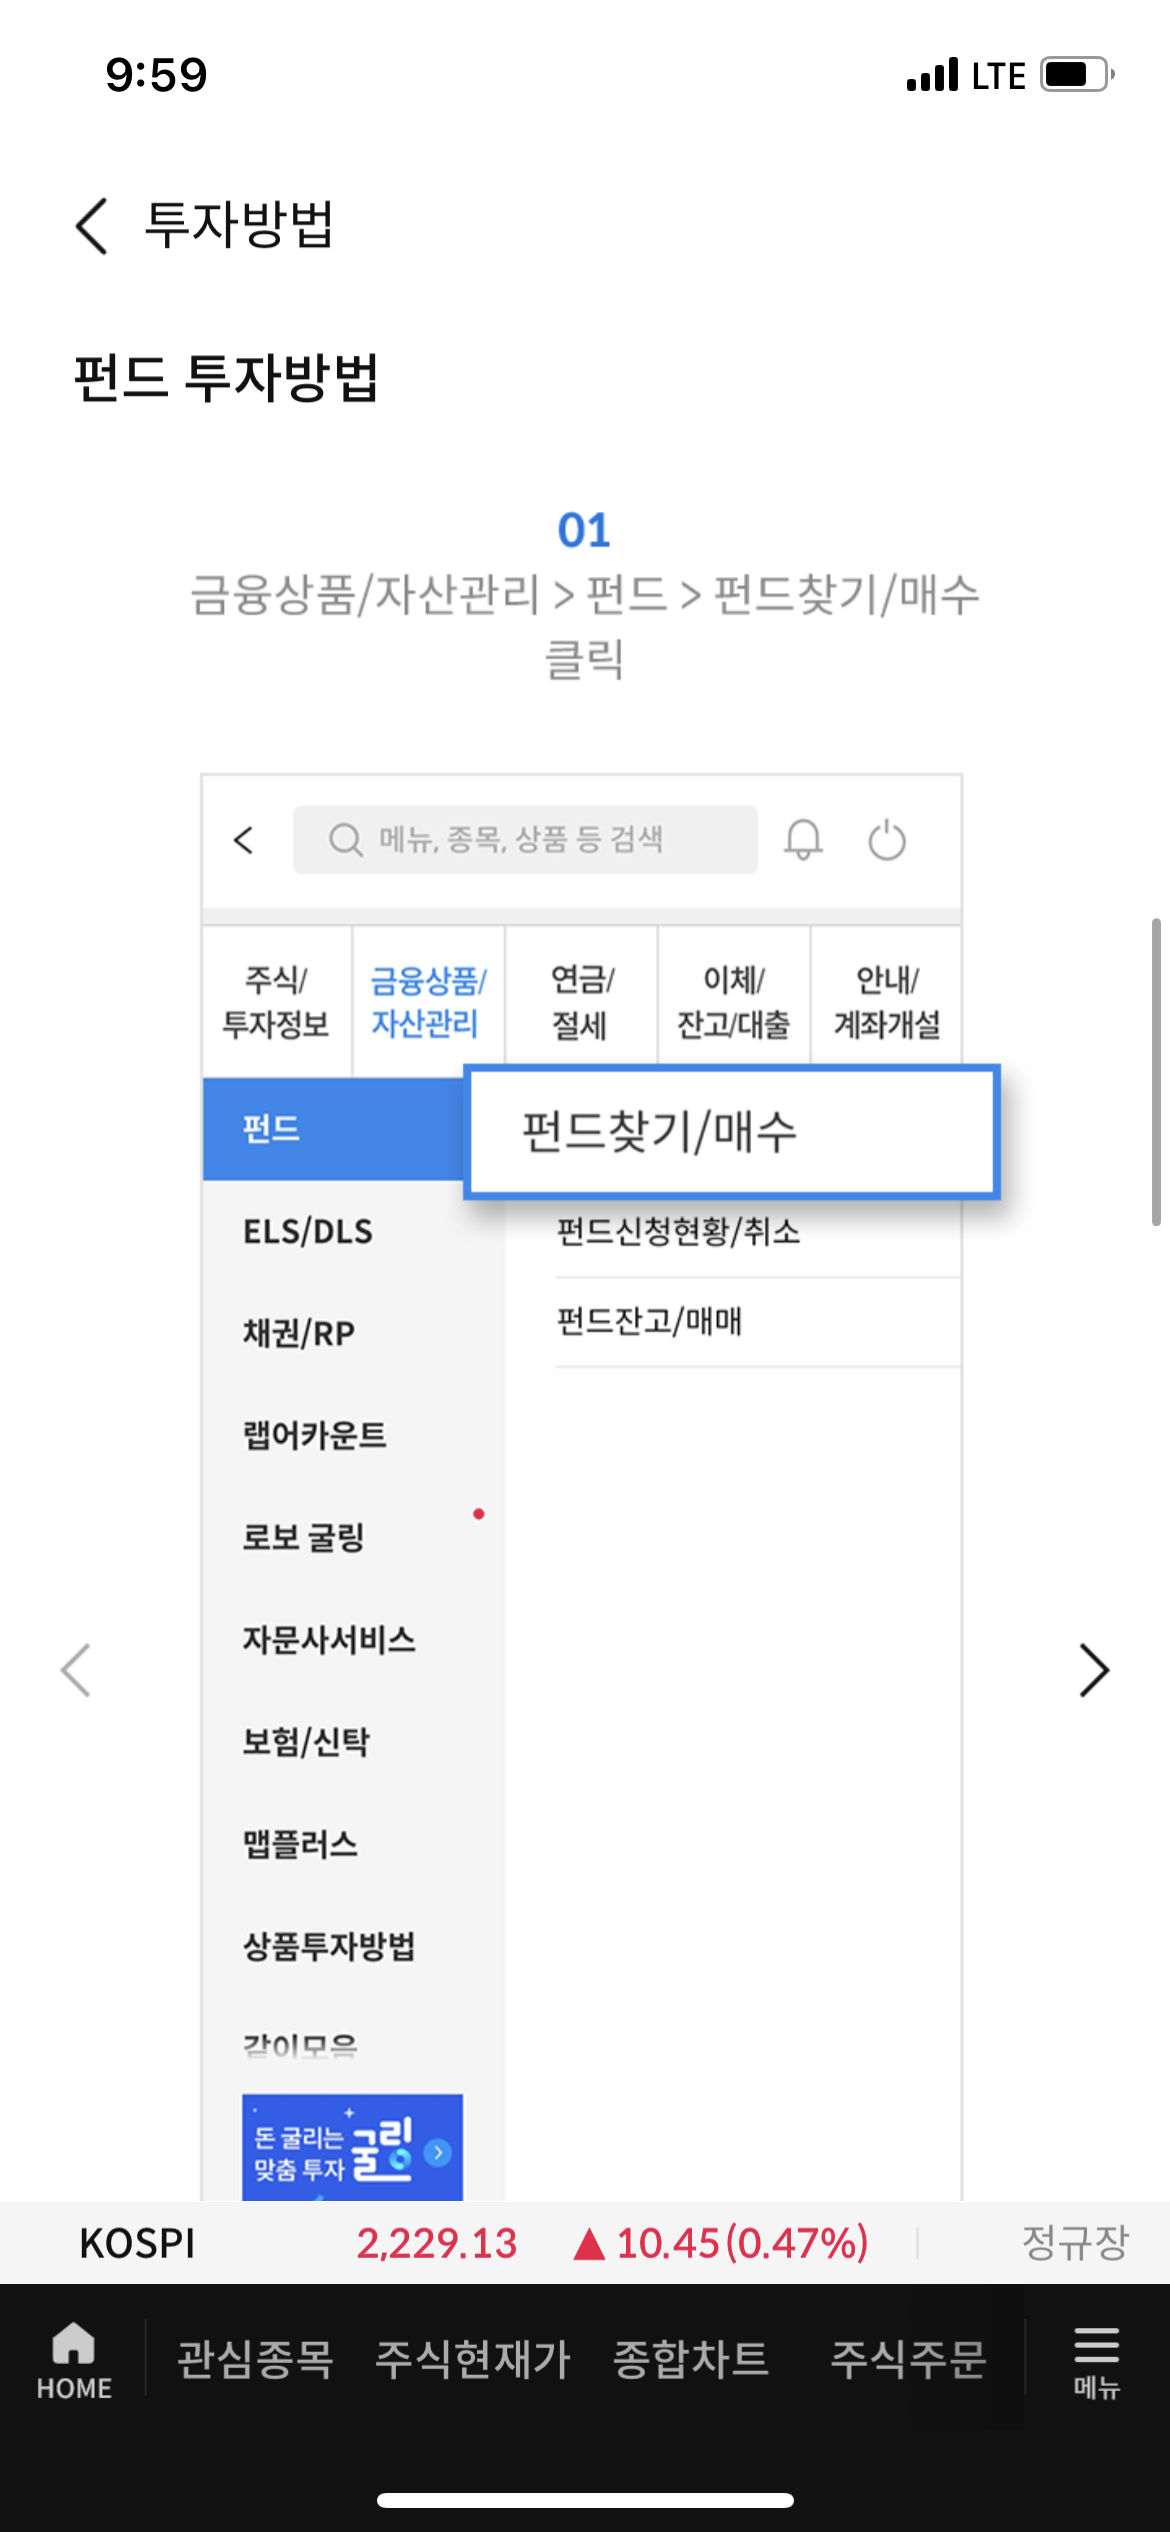 9:59
LTE
투자방법
펀드 투자방법
01
금융상품/자산관리 > 펀드 > 펀드찾기/매수
클릭
메뉴, 종목, 상품 등 검색
주식/
투자정보
금융상품/
자산관리
연금/
절세
이체/
잔고/대출
안내/
계좌개설
펀드
펀드찾기/매수
ELS/DLS
펀드신청현황/취소
채권/RP
펀드잔고/매매
랩어카운트
로보 굴링
자문사서비스
보험/신탁
맵플러스
상품투자방법
같이모음
돈 굴리는
맞춤 투자
굴링
KOSPI 2,229.13 ▲ 10.45(0.47%) 정규장
HOME
관심종목 주식현재가 종합차트 주식주문
메뉴